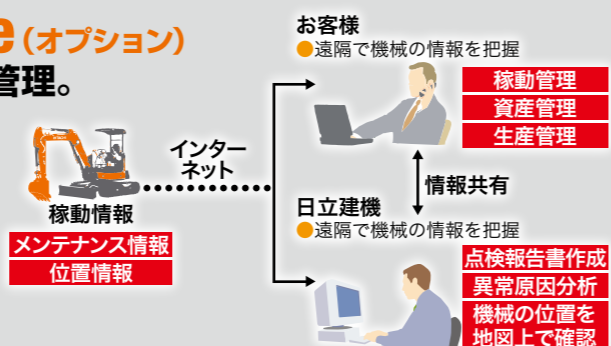 e（オプション）
管理。
稼動情報
メンテナンス情報
位置情報
インター
ネット
お客様
●遠隔で機械の情報を把握
稼動管理
資産管理
生産管理
情報共有
日立建機
●遠隔で機械の情報を把握
点検報告書作成
異常原因分析
機械の位置を
地図上で確認